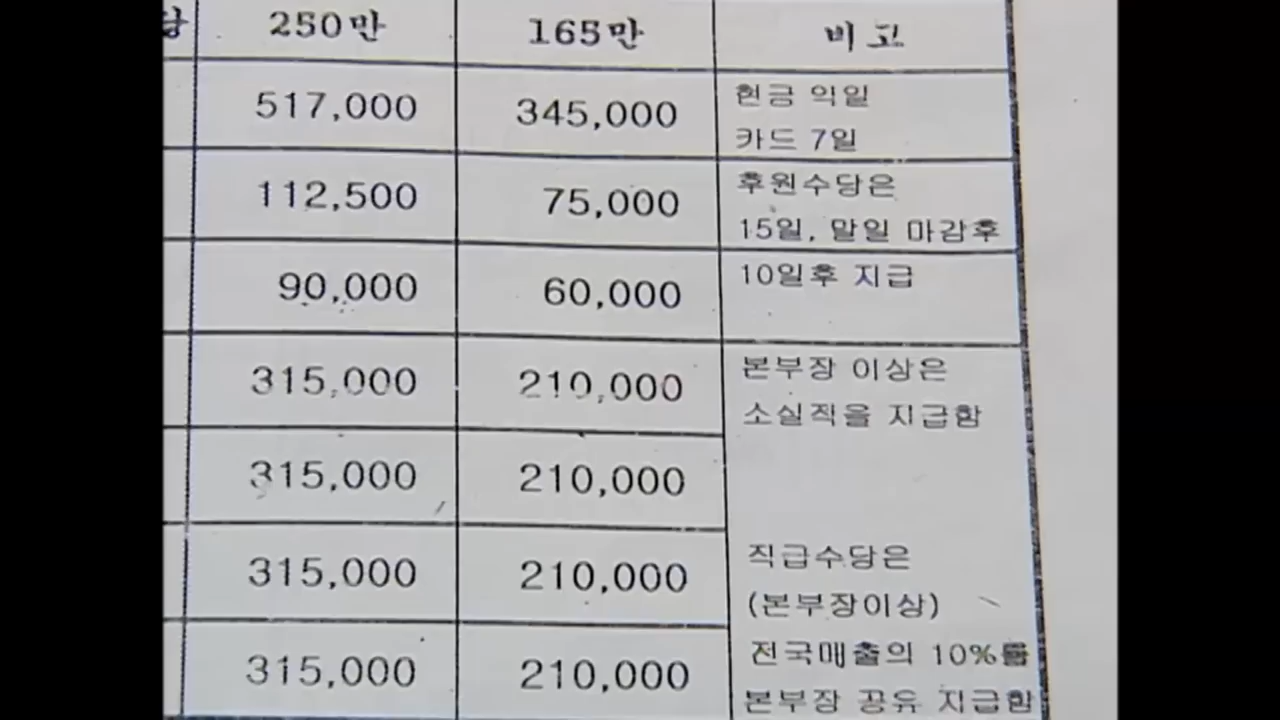 당 250만 165만 비고
517,000 345,000 현금 익일
카드 7일
112,500 75,000 후원수당은
15일, 말일 마감후
90,000 60,000 10일후 지급
315,000 210,000 본부장 이상은
소실직을 지급함
315,000 210,000
315,000 210,000 직급수당은
(본부장이상)
전국매출의 10%를
315,000 210,000 본부장 공유 지급함